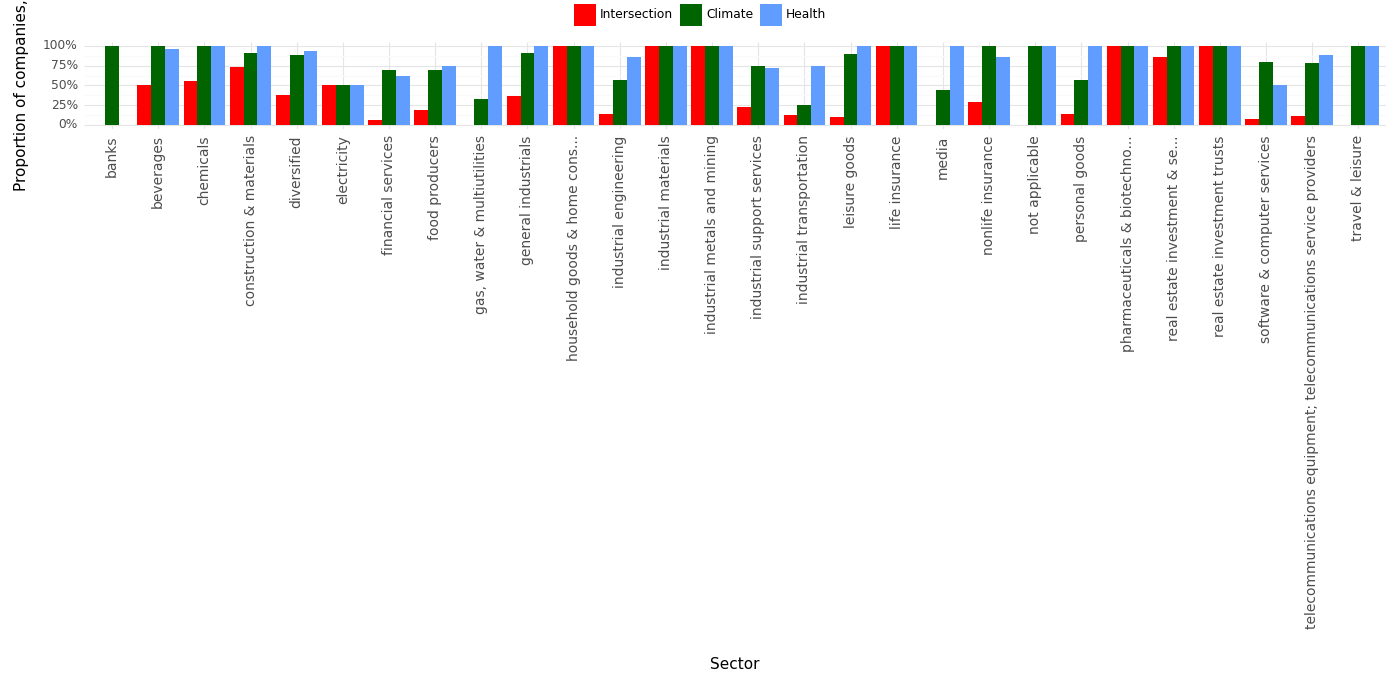 Intersection Climate Health
Proportion of companies,
100%
75%
50%
25%
0%
banks
beverages
chemicals
construction & materials
diversified
electricity
financial services
food producers
gas, water & multiutilities
general industrials
household goods & home cons...
industrial engineering
industrial materials
industrial metals and mining
industrial support services
industrial transportation
leisure goods
life insurance
media
nonlife insurance
not applicable
personal goods
pharmaceuticals & biotechno...
real estate investment & se...
real estate investment trusts
software & computer services
telecommunications equipment; telecommunications service providers
travel & leisure
Sector